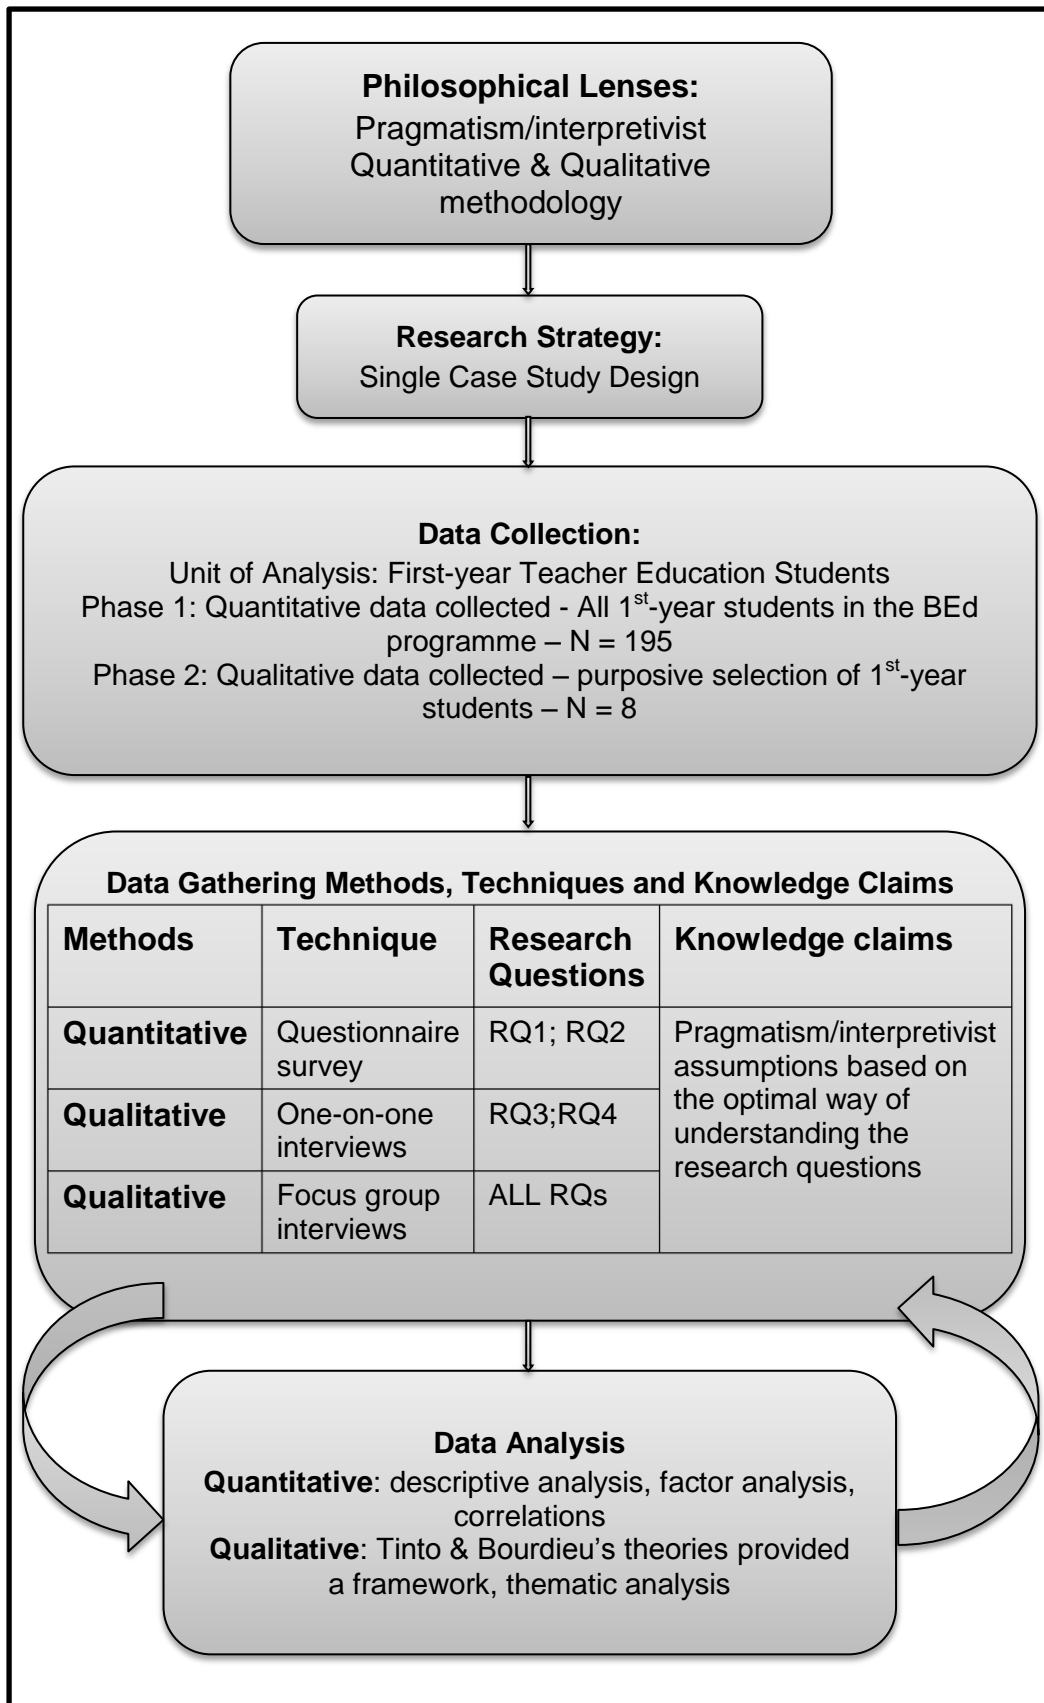 Philosophical Lenses:
Pragmatism/interpretivist
Quantitative & Qualitative
methodology
Research Strategy:
Single Case Study Design
Data Collection:
Unit of Analysis: First-year Teacher Education Students
Phase 1: Quantitative data collected - All 1st-year students in the BEd
programme – N = 195
Phase 2: Qualitative data collected – purposive selection of 1st-year
students – N = 8
Data Gathering Methods, Techniques and Knowledge Claims
Methods
Technique
Research
Questions
Knowledge claims
Quantitative
Questionnaire
survey
RQ1; RQ2
Pragmatism/interpretivist
assumptions based on
the optimal way of
understanding the
research questions
Qualitative
One-on-one
interviews
RQ3;RQ4
Qualitative
Focus group
interviews
ALL RQs
Data Analysis
Quantitative: descriptive analysis, factor analysis,
correlations
Qualitative: Tinto & Bourdieu's theories provided
a framework, thematic analysis